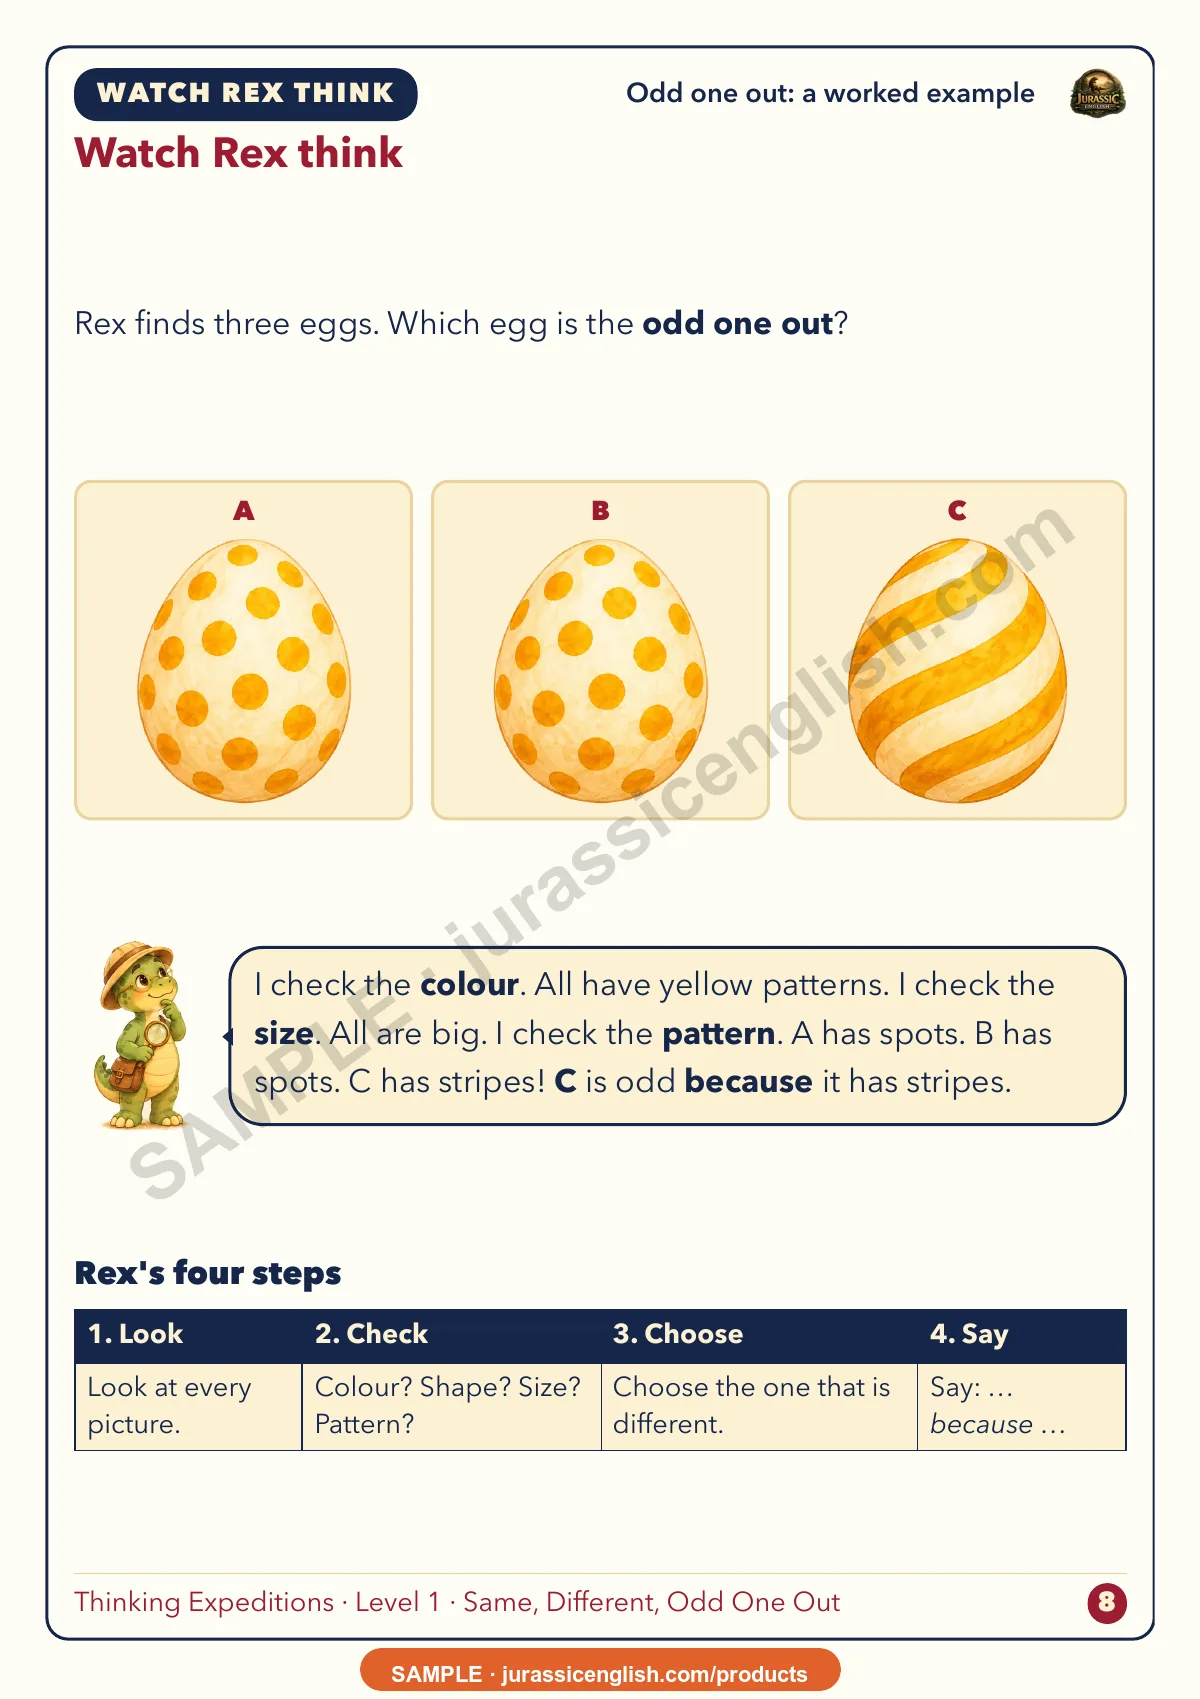 WATCH REX THINK
Odd one out: a worked example
JURASSIC
ENGLISH
Watch Rex think
Rex finds three eggs. Which egg is the odd one out?
A
B
C
I check the colour. All have yellow patterns. I check the
size. All are big. I check the pattern. A has spots. B has
spots. C has stripes! C is odd because it has stripes.
SAMPLE · jurassicenglish.com
Rex's four steps
1. Look
2. Check
3. Choose
4. Say
Look at every
picture.
Colour? Shape? Size?
Pattern?
Choose the one that is
different.
Say: …
because …
Thinking Expeditions · Level 1 · Same, Different, Odd One Out
8
SAMPLE · jurassicenglish.com/products